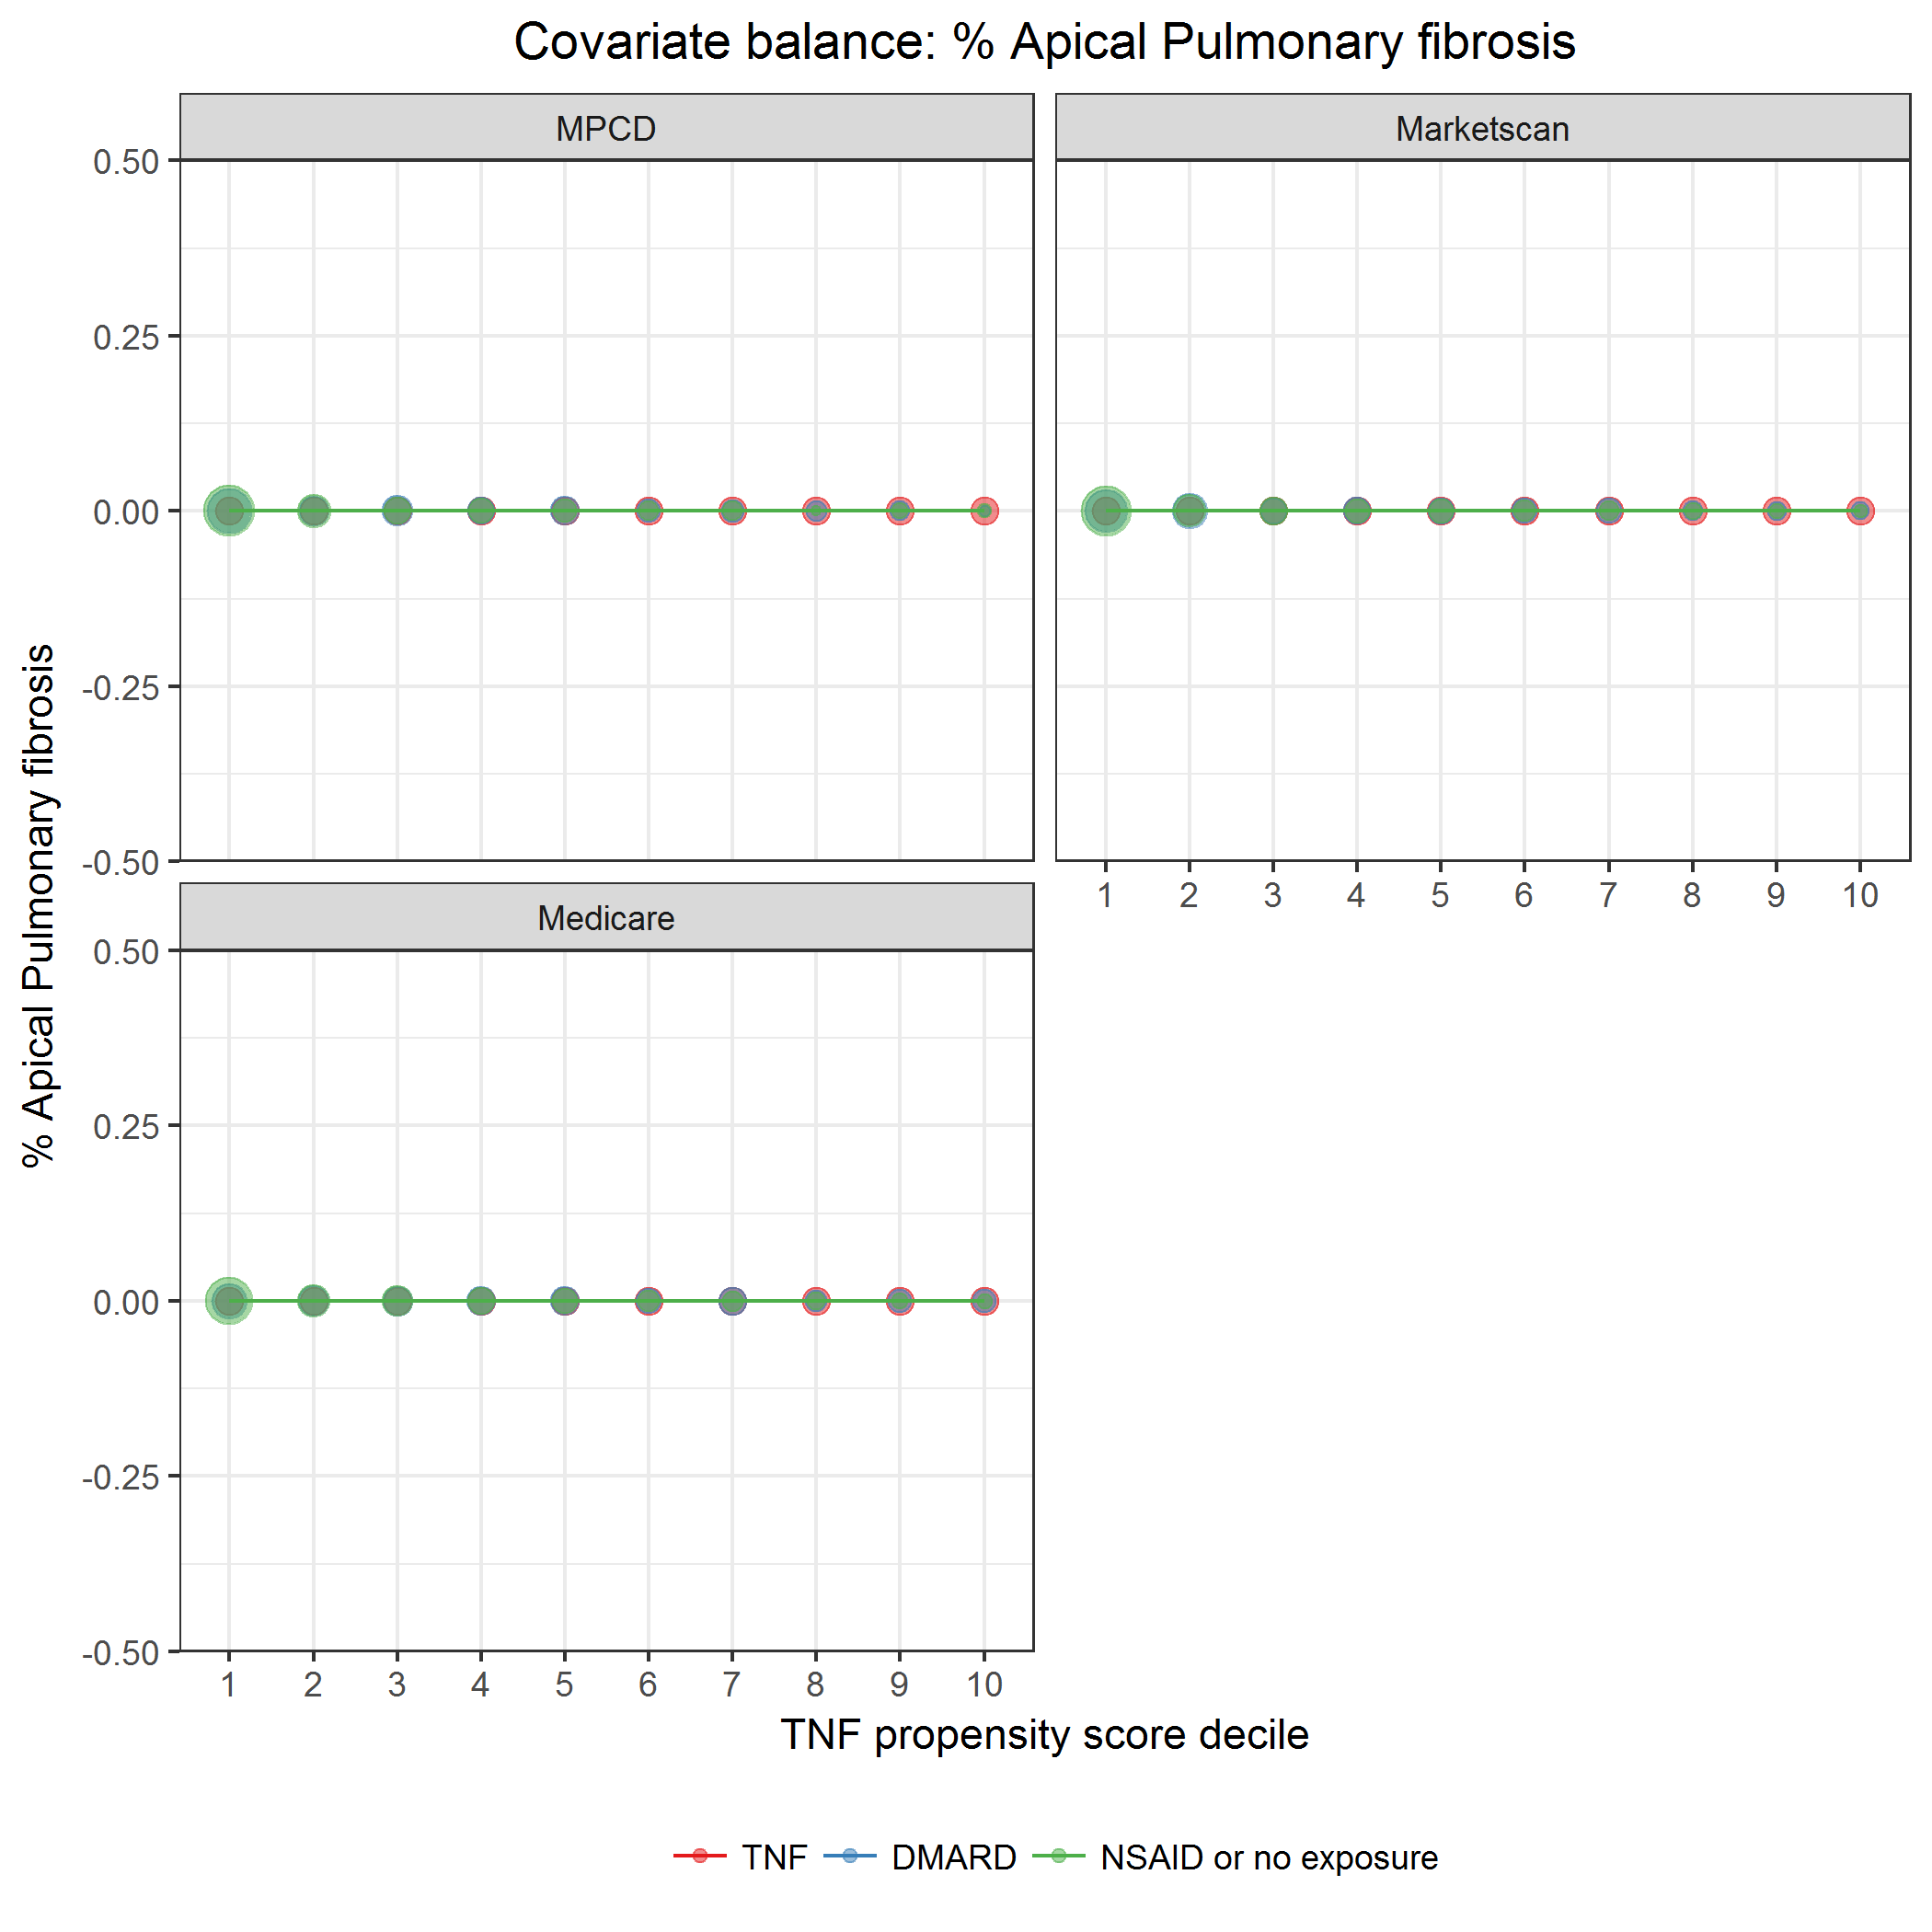 Covariate balance: % Apical Pulmonary fibrosis
MPCD
Marketscan
0.50
0.25
0.00
-0.25
-0.50
1 2 3 4 5 6 7 8 9 10
Medicare
0.50
0.25
0.00
-0.25
-0.50
1 2 3 4 5 6 7 8 9 10
% Apical Pulmonary fibrosis
TNF propensity score decile
TNF DMARD NSAID or no exposure